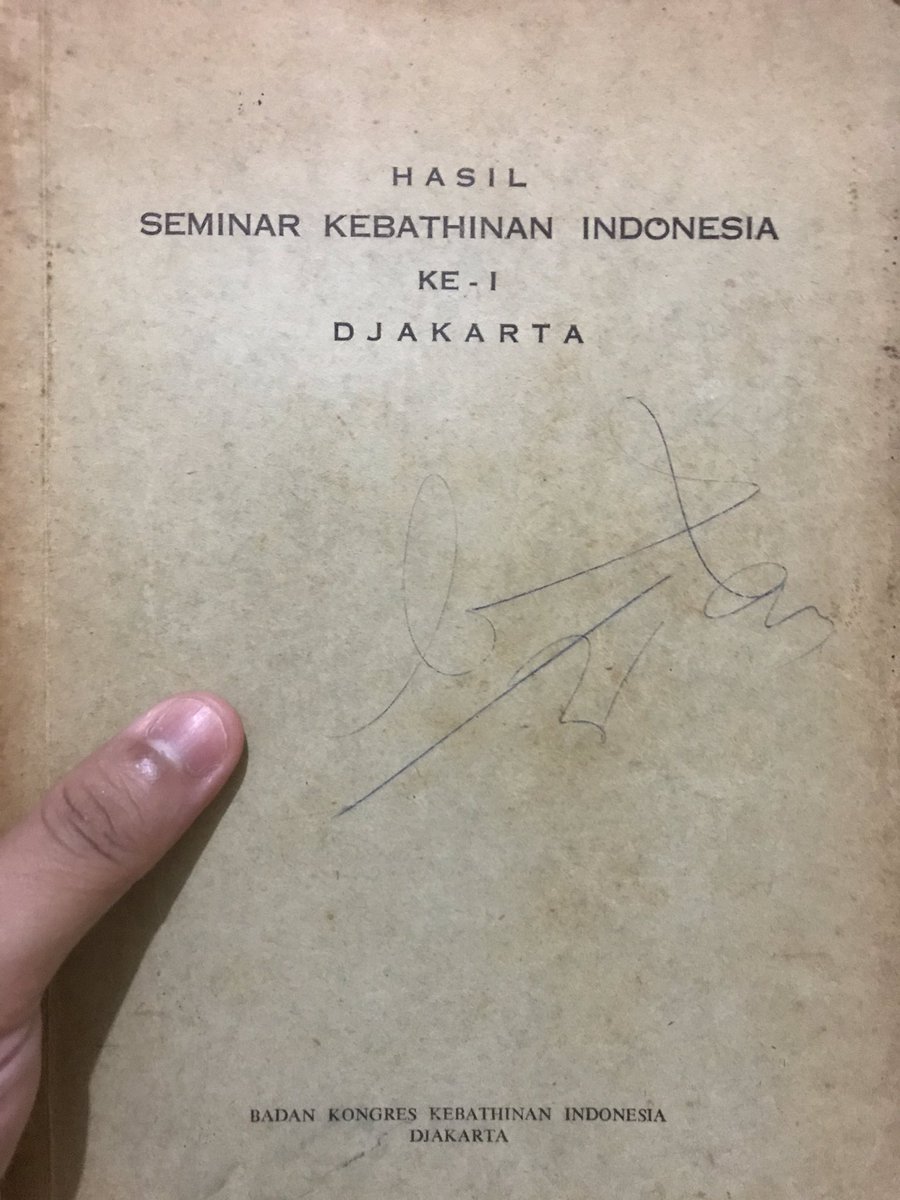 HASIL
SEMINAR KEBATHINAN INDONESIA
KE - I
DJAKARTA
BADAN KONGRES KEBATHINAN INDONESIA
DJAKARTA